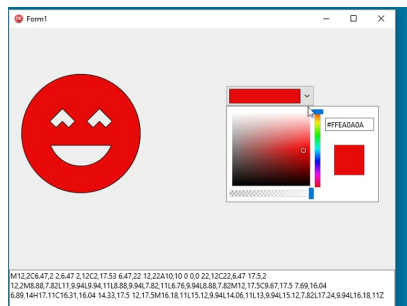 Form1
#FFEA0A0A
M12,2C6.47,2 2,6.47 2,12C2,17.53 6.47,22 12,22A10,10 0 0,0 22,12C22,6.47 17.5,2
12,2M8.88,7.82L11,9.94L9.94,11L8.88,9.94L7.82,11L6.76,9.94L8.88,7.82M12,17.5C9.67,17.5 7.69,16.04
6.89,14H17.11C16.31,16.04 14.33,17.5 12,17.5M16.18,11L15.12,9.94L14.06,11L13,9.94L15.12,7.82L17.24,9.94L16.18,11Z